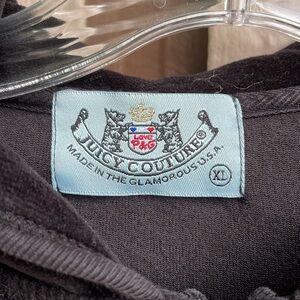 Love
P&G
JUICY COUTURE®
MADE IN THE GLAMOROUS U.S.A.
XL